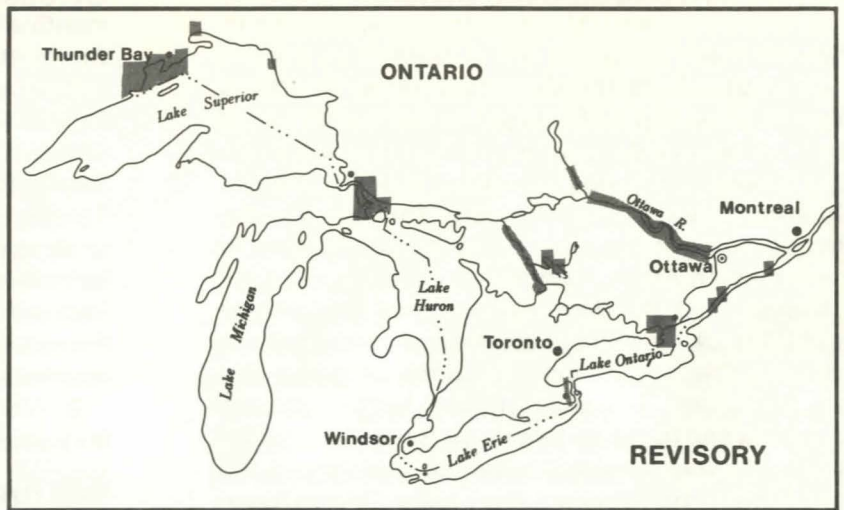 Thunder Bay
ONTARIO
Lake Superior
Ottawa R.
Montreal
Ottawa
Lake Michigan
Lake Huron
Toronto
Lake Ontario
Windsor
Lake Erie
REVISORY